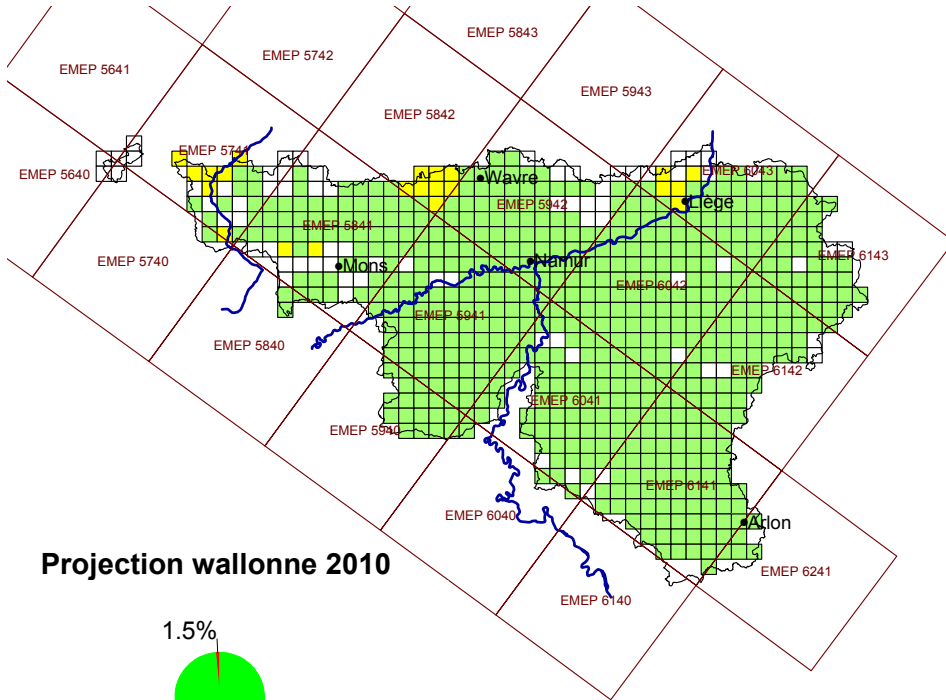 EMEP 5843
EMEP 5742
EMEP 5641
EMEP 5943
EMEP 5842
EMEP 5741
EMEP 5640
EMEP 6043
Wavre
Liège
EMEP 5942
EMEP 5841
EMEP 6143
EMEP 5740
Mons
Namur
EMEP 6042
EMEP 5941
EMEP 5840
EMEP 6142
EMEP 6041
EMEP 5940
EMEP 6141
EMEP 6040
Arlon
Projection wallonne 2010
EMEP 6241
EMEP 6140
1.5%